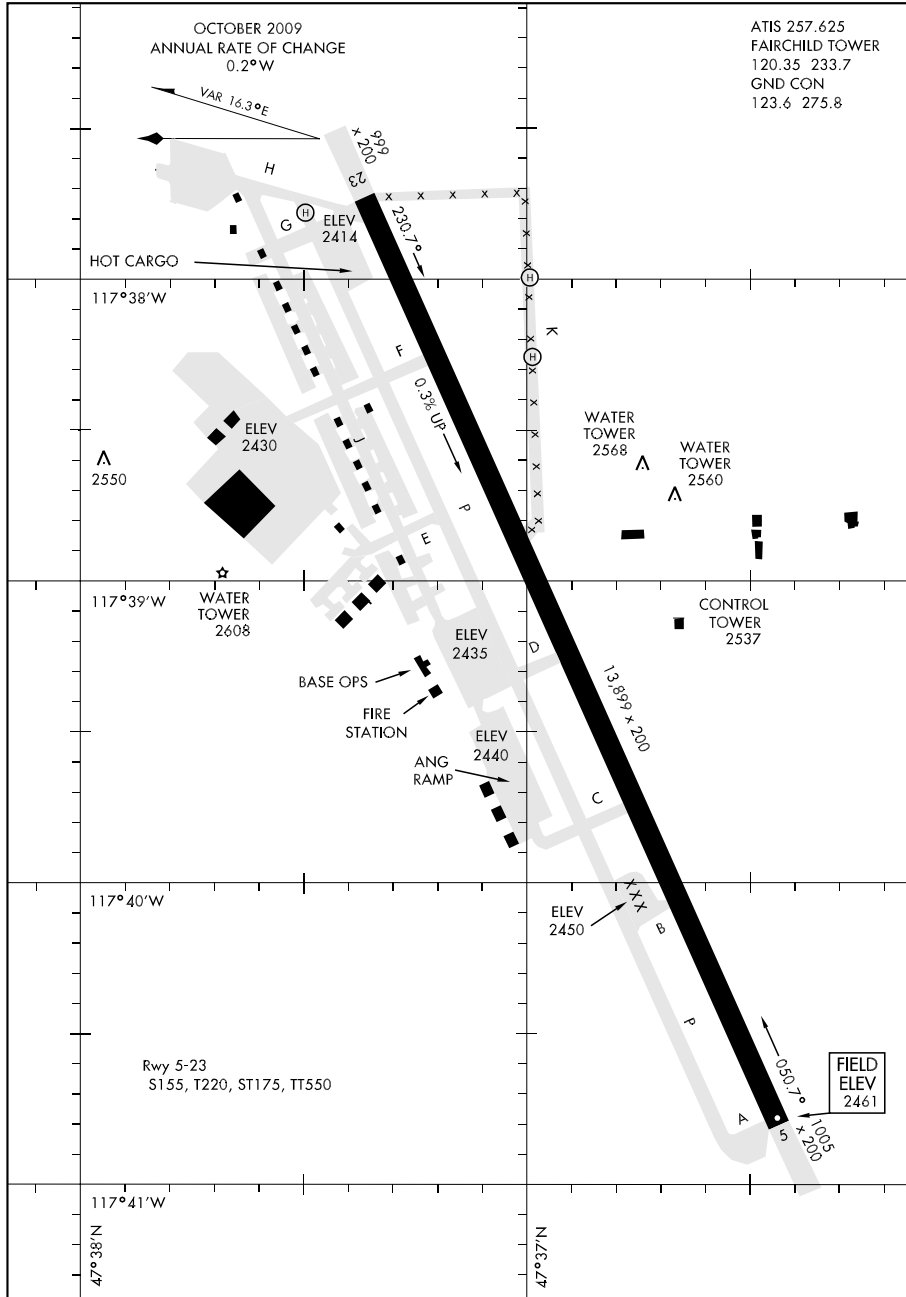 OCTOBER 2009
ANNUAL RATE OF CHANGE
0.2°W
ATIS 257.625
FAIRCHILD TOWER
120.35 233.7
GND CON
123.6 275.8
VAR 16.3°E
999
x 200
H
23
G
H
ELEV
2414
230.7°
HOT CARGO
H
117°38'W
K
F
H
0.3% UP
WATER
TOWER
2568
WATER
TOWER
2560
ELEV
2430
J
2550
P
E
117°39'W
WATER
TOWER
2608
CONTROL
TOWER
2537
ELEV
2435
D
BASE OPS
13,899 x 200
FIRE
STATION
ELEV
2440
ANG
RAMP
C
117°40'W
X X X
ELEV
2450
B
P
Rwy 5-23
S155, T220, ST175, TT550
050.7°
FIELD
ELEV
2461
A
5
1005
x 200
117°41'W
47°38'N
47°37'N